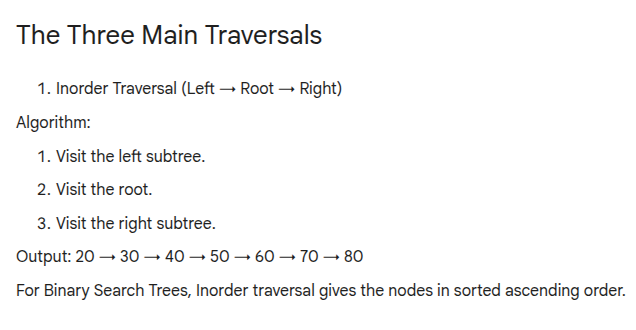 The Three Main Traversals
1. Inorder Traversal (Left → Root → Right)
Algorithm:
1. Visit the left subtree.
2. Visit the root.
3. Visit the right subtree.
Output: 20 → 30 → 40 → 50 → 60 → 70 → 80
For Binary Search Trees, Inorder traversal gives the nodes in sorted ascending order.